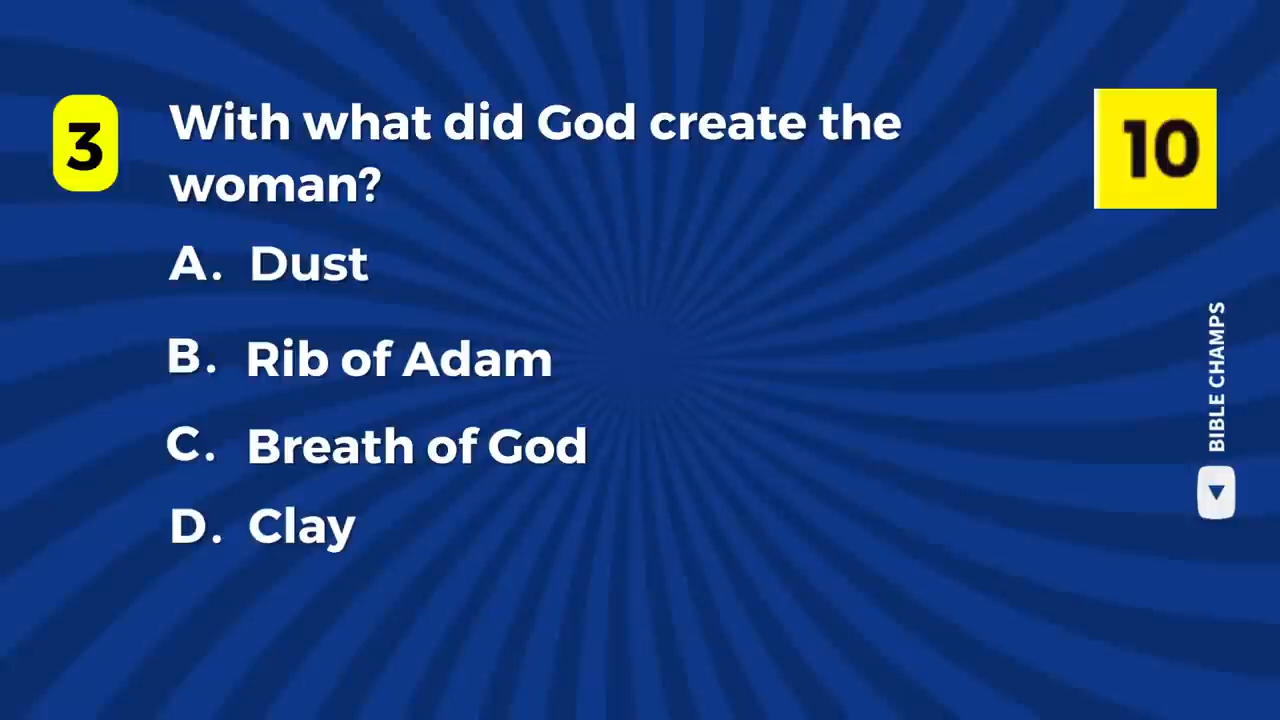 3
With what did God create the
woman?
10
A. Dust
B. Rib of Adam
C. Breath of God
D. Clay
BIBLE CHAMPS